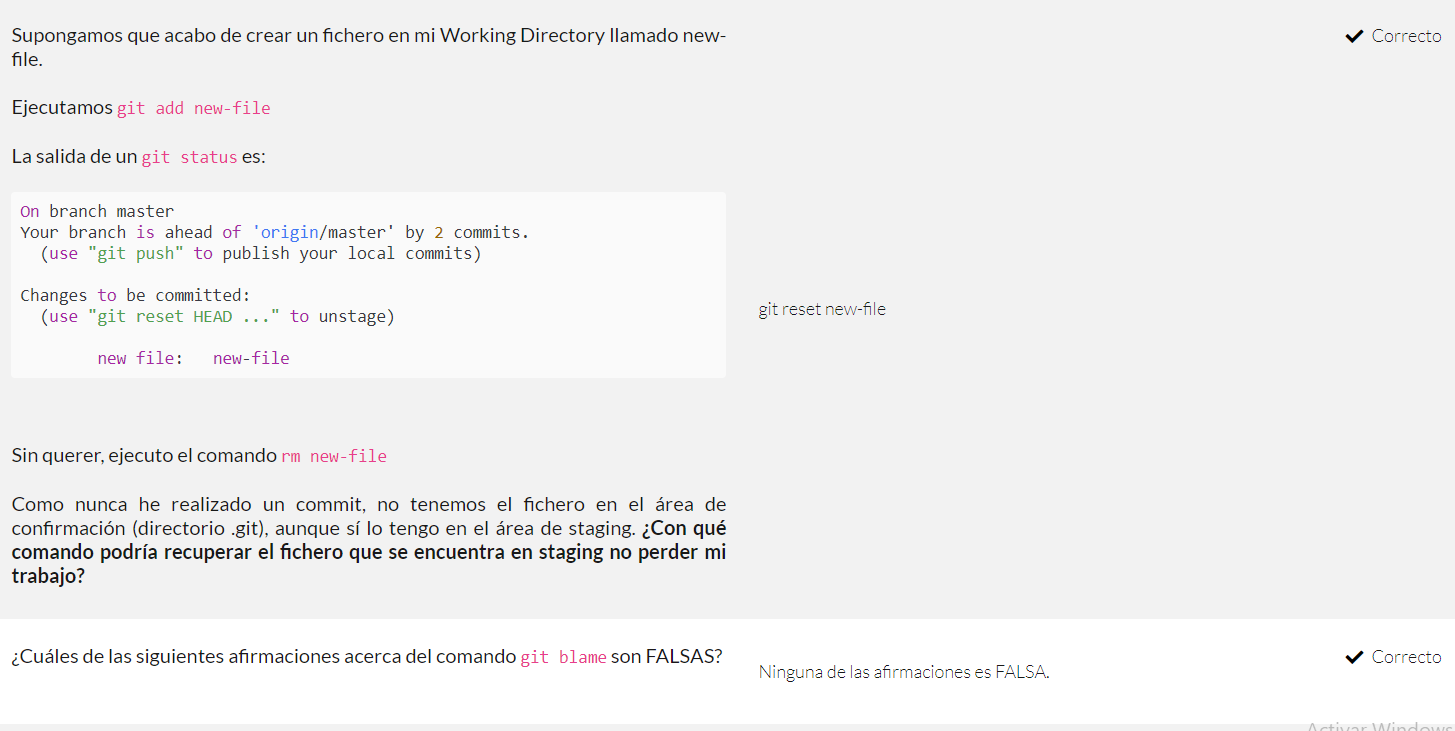 Supongamos que acabo de crear un fichero en mi Working Directory llamado new-
file.
Correcto
Ejecutamos git add new-file
La salida de un git status es:
On branch master
Your branch is ahead of 'origin/master' by 2 commits.
(use "git push" to publish your local commits)
Changes to be committed:
(use "git reset HEAD ..." to unstage)
new file: new-file
git reset new-file
Sin querer, ejecuto el comando rm new-file
Como nunca he realizado un commit, no tenemos el fichero en el área de
confirmación (directorio .git), aunque sí lo tengo en el área de staging. ¿Con qué
comando podría recuperar el fichero que se encuentra en staging no perder mi
trabajo?
¿Cuáles de las siguientes afirmaciones acerca del comando git blame son FALSAS?
Ninguna de las afirmaciones es FALSA.
Correcto
Activar Windows